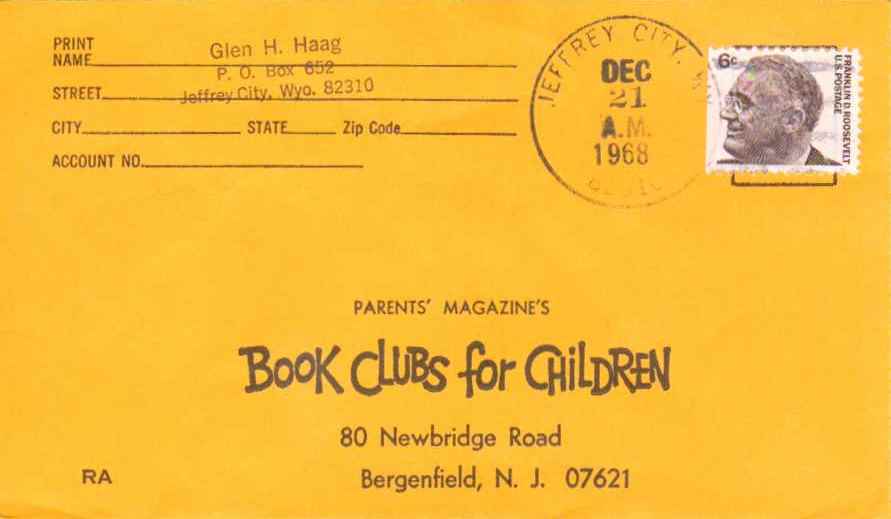 PRINT
NAME
Glen H. Haag
P. O. Box 652
STREET
Jeffrey City, Wyo. 82310
CITY STATE Zip Code
ACCOUNT NO.
JEFFREY CITY,
DEC
21
A.M.
1968
6c
FRANKLIN D. ROOSEVELT
U.S. POSTAGE
PARENTS' MAGAZINE'S
BOOK CLUBS for CHiLDREN
80 Newbridge Road
RA
Bergenfield, N. J. 07621